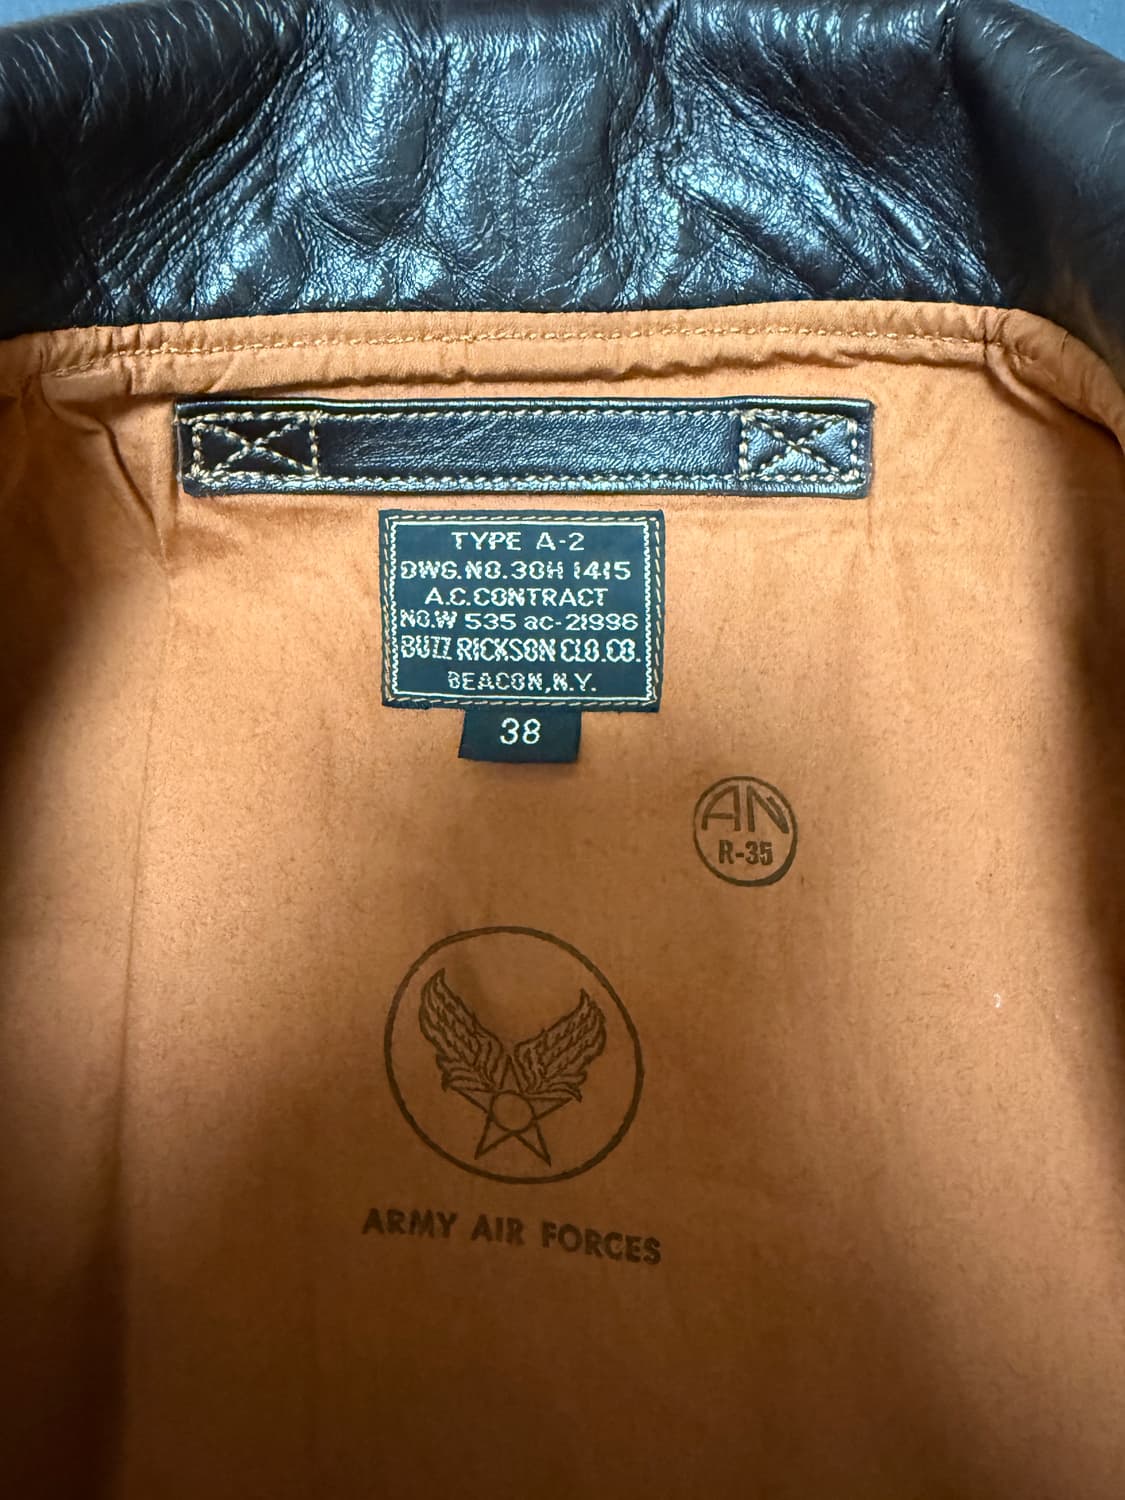 TYPE A-2
DWG.NO.30H 1415
A.C.CONTRACT
NO.W 535 ac-21996
BUZZ RICKSON CLO.CO.
BEACON,N.Y.
38
AN
R-35
ARMY AIR FORCES